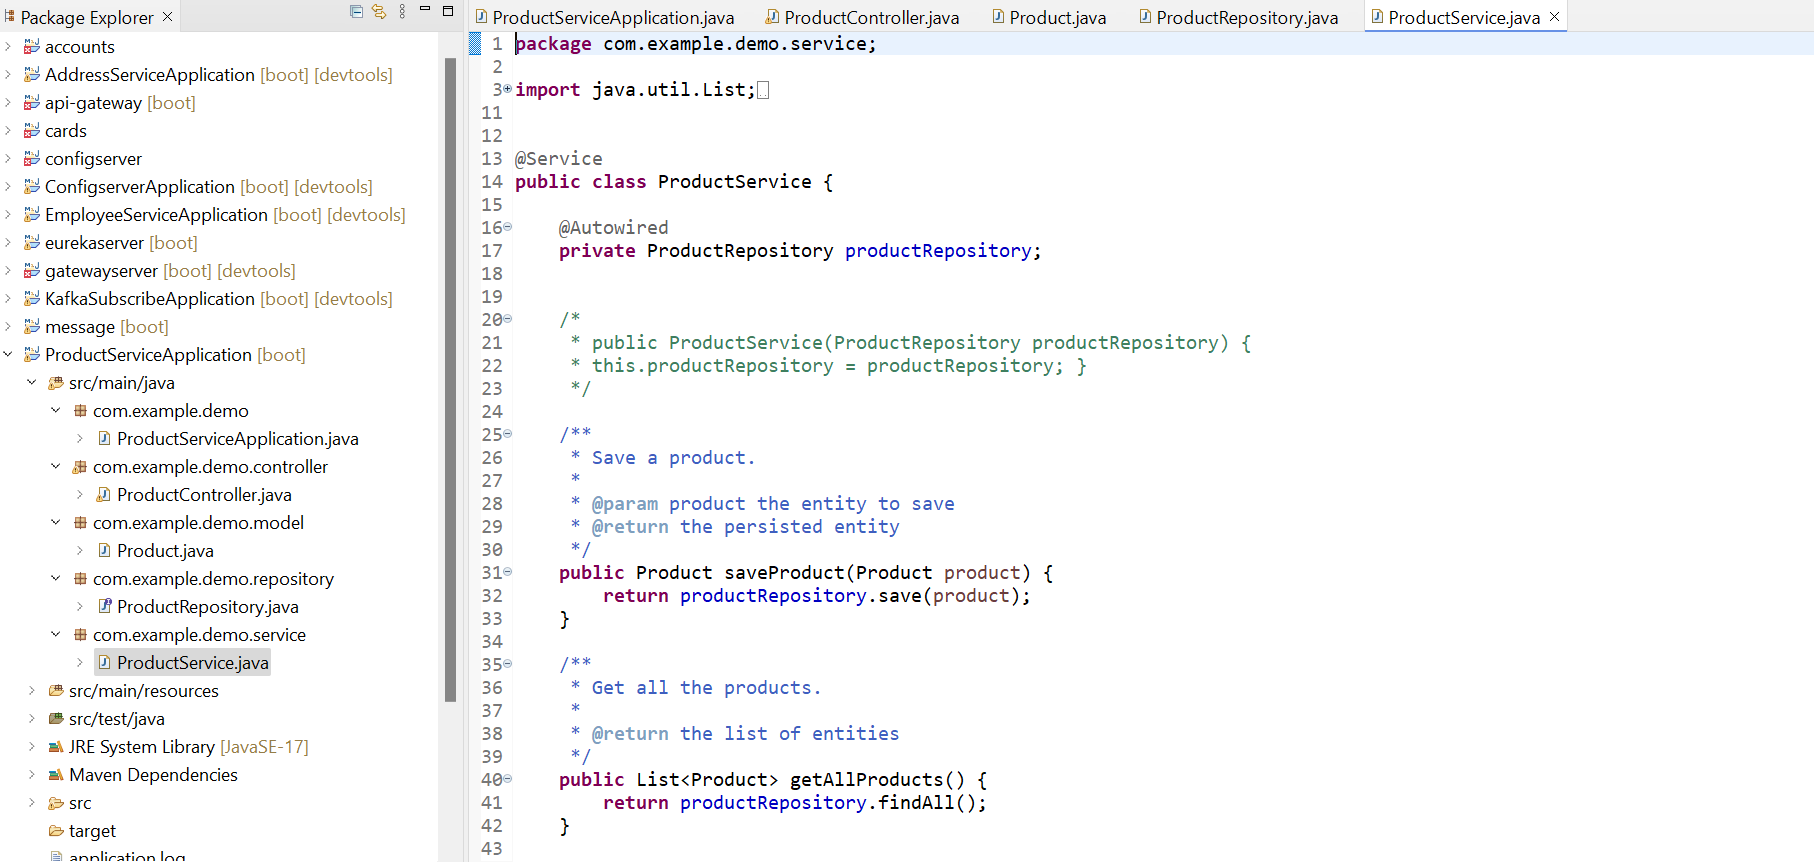 Package Explorer
accounts
AddressServiceApplication [boot] [devtools]
api-gateway [boot]
cards
configserver
ConfigserverApplication [boot] [devtools]
EmployeeServiceApplication [boot] [devtools]
eurekaserver [boot]
gatewayserver [boot] [devtools]
KafkaSubscribeApplication [boot] [devtools]
message [boot]
ProductServiceApplication [boot]
src/main/java
com.example.demo
ProductServiceApplication.java
com.example.demo.controller
ProductController.java
com.example.demo.model
Product.java
com.example.demo.repository
ProductRepository.java
com.example.demo.service
ProductService.java
src/main/resources
src/test/java
JRE System Library [JavaSE-17]
Maven Dependencies
src
target
application.log
ProductServiceApplication.java ProductController.java Product.java ProductRepository.java ProductService.java
1 package com.example.demo.service;
2
3 import java.util.List;
11
12
13 @Service
14 public class ProductService {
15
16 @Autowired
17 private ProductRepository productRepository;
18
19
20 /*
21 * public ProductService(ProductRepository productRepository) {
22 * this.productRepository = productRepository; }
23 */
24
25 /**
26 * Save a product.
27 *
28 * @param product the entity to save
29 * @return the persisted entity
30 */
31 public Product saveProduct(Product product) {
32 return productRepository.save(product);
33 }
34
35 /**
36 * Get all the products.
37 *
38 * @return the list of entities
39 */
40 public List<Product> getAllProducts() {
41 return productRepository.findAll();
42 }
43